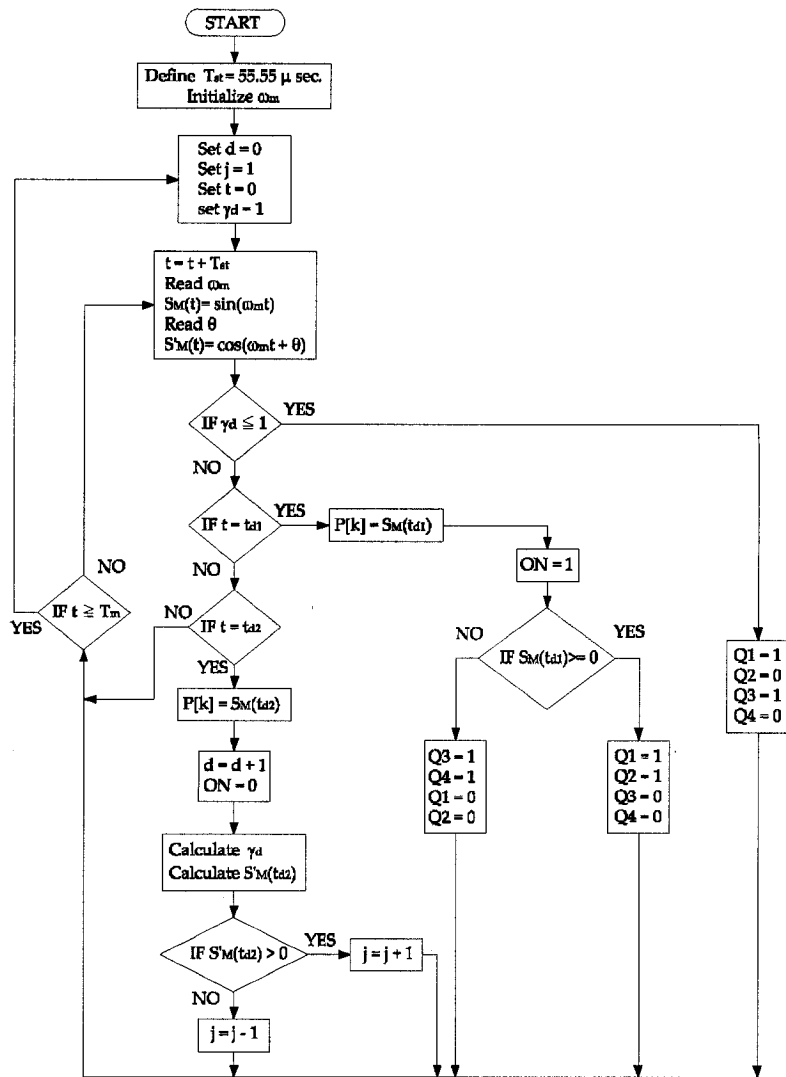 START
Define Tst = 55.55 μ sec.
Initialize ωm
Set d = 0
Set j = 1
Set t = 0
set γd = 1
t = t + Tst
Read ωm
SM(t) = sin(ωmt)
Read θ
S'M(t) = cos(ωmt + θ)
IF γd ≦ 1
YES
NO
IF t = td1
YES
P[k] = SM(td1)
NO
ON = 1
IF t ≧ Tm
NO
YES
IF t = td2
NO
YES
IF SM(td1) >= 0
NO
YES
Q1 = 1
Q2 = 0
Q3 = 1
Q4 = 0
P[k] = SM(td2)
d = d + 1
ON = 0
Q3 = 1
Q4 = 1
Q1 = 0
Q2 = 0
Q1 = 1
Q2 = 1
Q3 = 0
Q4 = 0
Calculate γd
Calculate S'M(td2)
IF S'M(td2) > 0
YES
j = j + 1
NO
j = j - 1